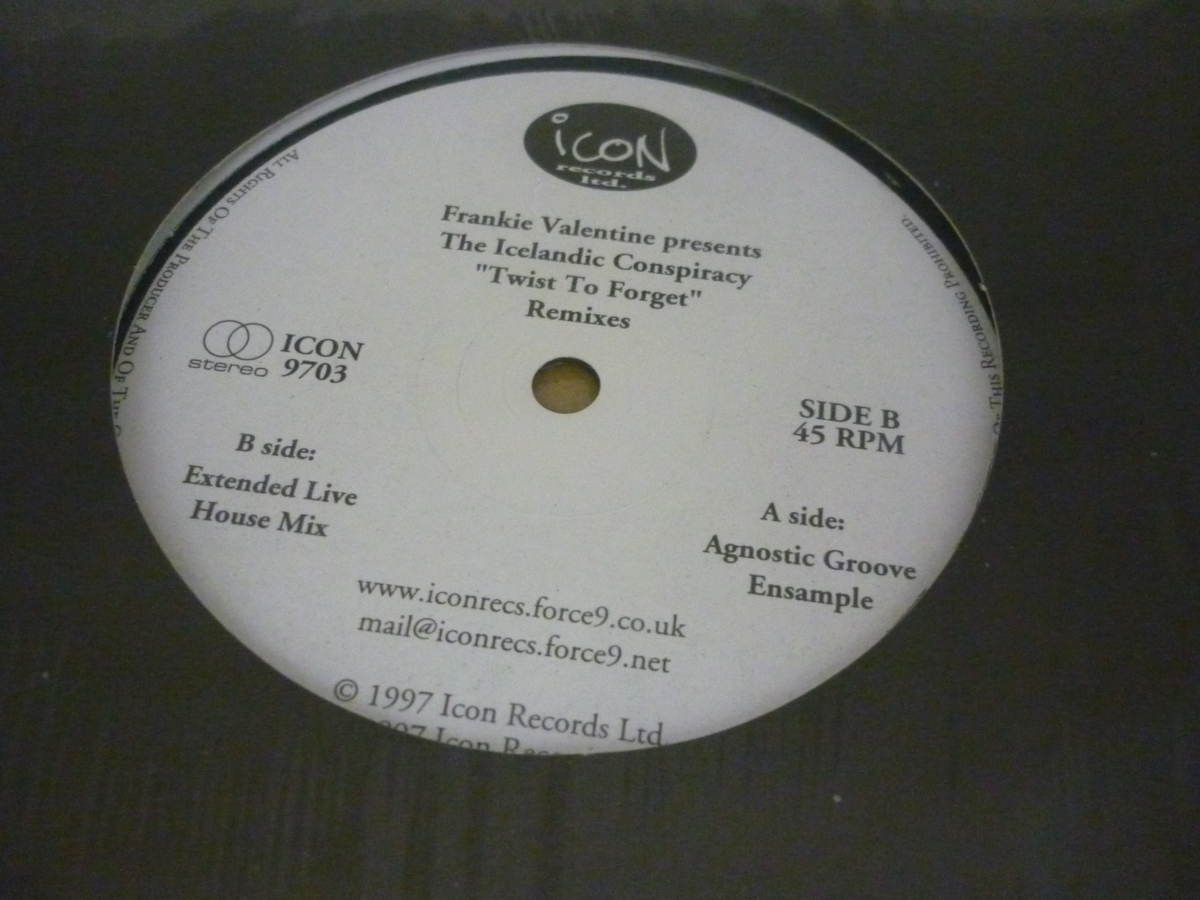 icon
records
ltd.
Frankie Valentine presents
The Icelandic Conspiracy
"Twist To Forget"
Remixes
stereo
ICON
9703
SIDE B
45 RPM
B side:
Extended Live
House Mix
A side:
Agnostic Groove
Ensample
www.iconrecs.force9.co.uk
mail@iconrecs.force9.net
© 1997 Icon Records Ltd
Icon
ALL RIGHTS OF THE PRODUCER AND OF THE
OF THIS RECORDING PROHIBITED.